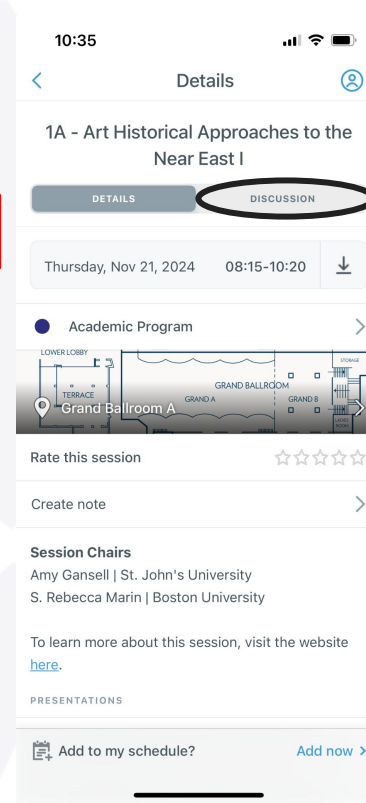 10:35
Details
1A - Art Historical Approaches to the
Near East I
DETAILS
DISCUSSION
Thursday, Nov 21, 2024 08:15-10:20
Academic Program
LOWER LOBBY
STORAGE
TERRACE
GRAND BALLROOM
GRAND A
GRAND B
Grand Ballroom A
LADIES
ROOM
Rate this session
Create note
Session Chairs
Amy Gansell | St. John's University
S. Rebecca Marin | Boston University
To learn more about this session, visit the website
here.
PRESENTATIONS
Add to my schedule? Add now